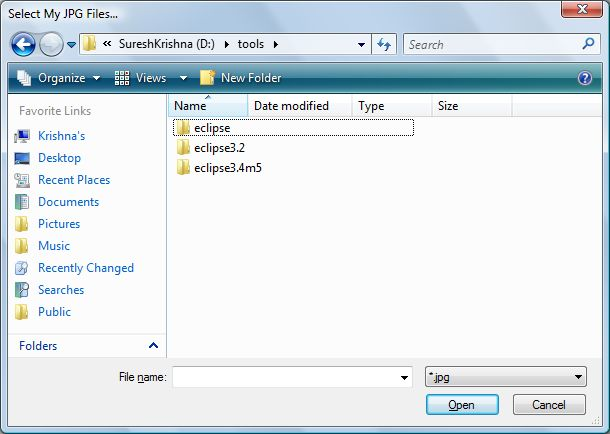 Select My JPG Files...
« SureshKrishna (D:) tools Search
Organize Views New Folder ?
Favorite Links
Krishna's
Desktop
Recent Places
Documents
Pictures
Music
Recently Changed
Searches
Public
Folders
Name Date modified Type Size
eclipse
eclipse3.2
eclipse3.4m5
File name: *.jpg
Open Cancel